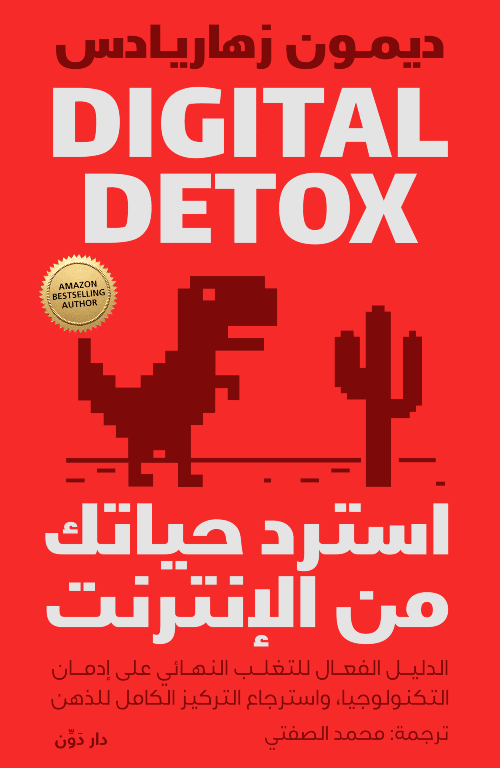 ديمون زهاريادس
DIGITAL
DETOX
AMAZON
BESTSELLING
AUTHOR
استرد حياتك
من الإنترنت
الدليل الفعال للتغلب النهائي على إدمان
التكنولوجيا، واسترجاع التركيز الكامل للذهن
ترجمة: محمد الصفتي
دار دَوِّن